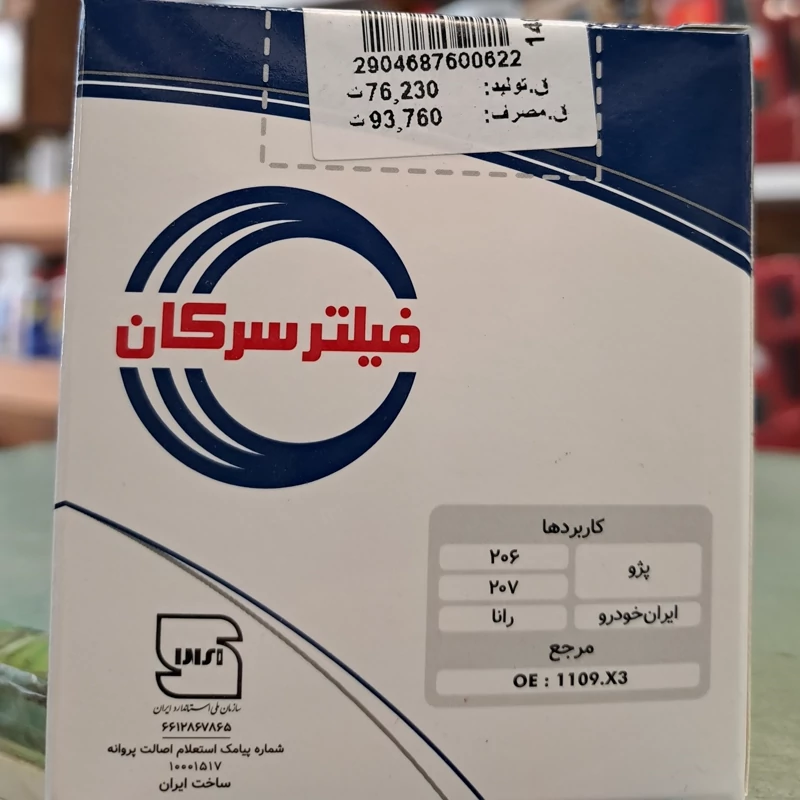 14
2904687600622
ق.تولید: 76,230ت
ق.مصرف: 93,760ت
فیلتر سرکان
کاربردها
پژو ۲۰۶
۲۰۷
ایران‌خودرو رانا
مرجع
OE : 1109.X3
سازمان ملی استاندارد ایران
۶۶۱۲۸۶۷۸۶۵
شماره پیامک استعلام اصالت پروانه
۱۰۰۰۱۵۱۷
ساخت ایران